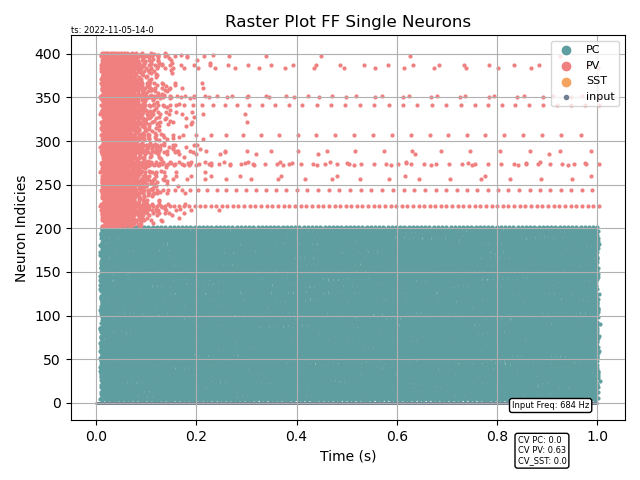 Raster Plot FF Single Neurons
ts: 2022-11-05-14-0
PC
PV
SST
input
400
350
300
250
200
150
100
50
0
Neuron Indicies
Input Freq: 684 Hz
0.0 0.2 0.4 0.6 0.8 1.0
Time (s)
CV PC: 0.0
CV PV: 0.63
CV_SST: 0.0